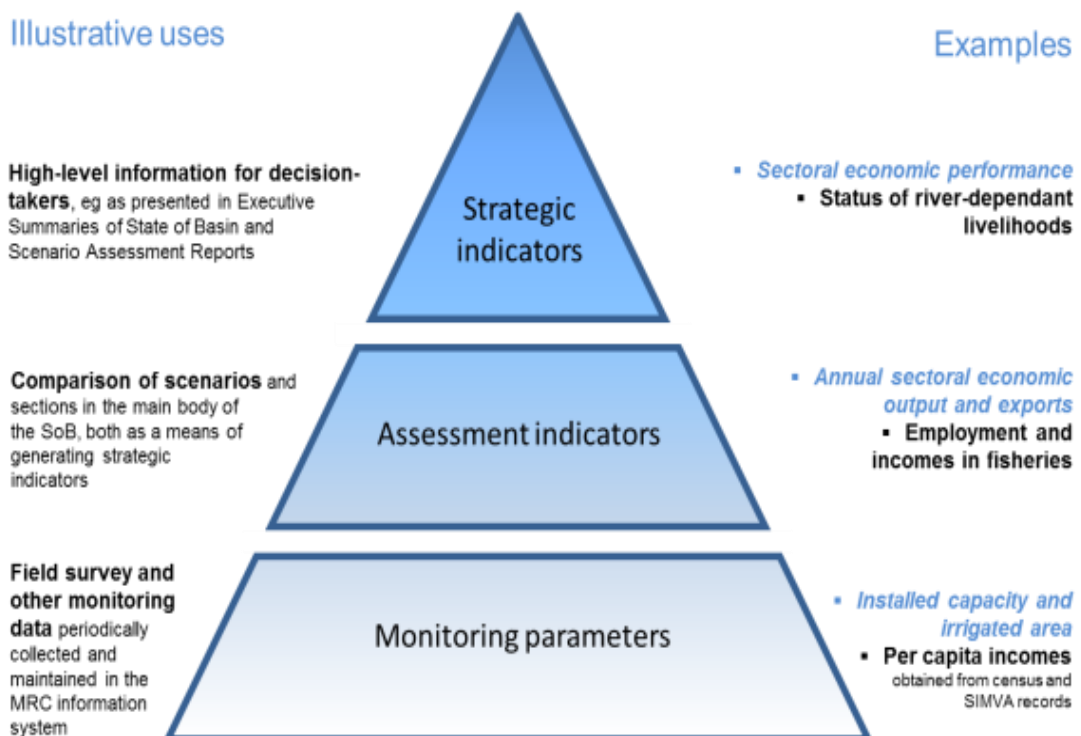 Illustrative uses
Examples
High-level information for decision-
takers, eg as presented in Executive
Summaries of State of Basin and
Scenario Assessment Reports
Strategic
indicators
▪ Sectoral economic performance
▪ Status of river-dependant
livelihoods
Comparison of scenarios and
sections in the main body of
the SoB, both as a means of
generating strategic
indicators
Assessment indicators
▪ Annual sectoral economic
output and exports
▪ Employment and
incomes in fisheries
Field survey and
other monitoring
data periodically
collected and
maintained in the
MRC information
system
Monitoring parameters
▪ Installed capacity and
irrigated area
▪ Per capita incomes
obtained from census and
SIMVA records